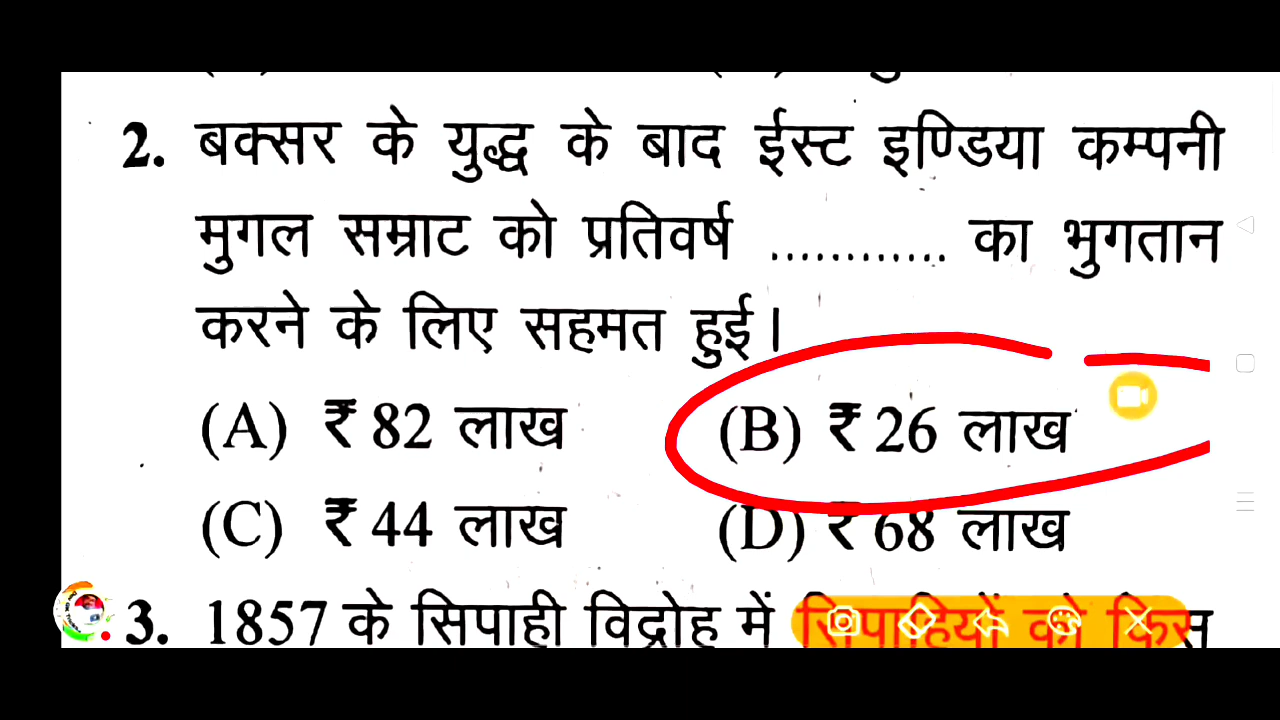 2. बक्सर के युद्ध के बाद ईस्ट इण्डिया कम्पनी
मुगल सम्राट को प्रतिवर्ष ............ का भुगतान
करने के लिए सहमत हुई।
(A) ₹ 82 लाख (B) ₹ 26 लाख
(C) ₹ 44 लाख (D) ₹ 68 लाख
3. 1857 के सिपाही विद्रोह में सिपाहियों को किस